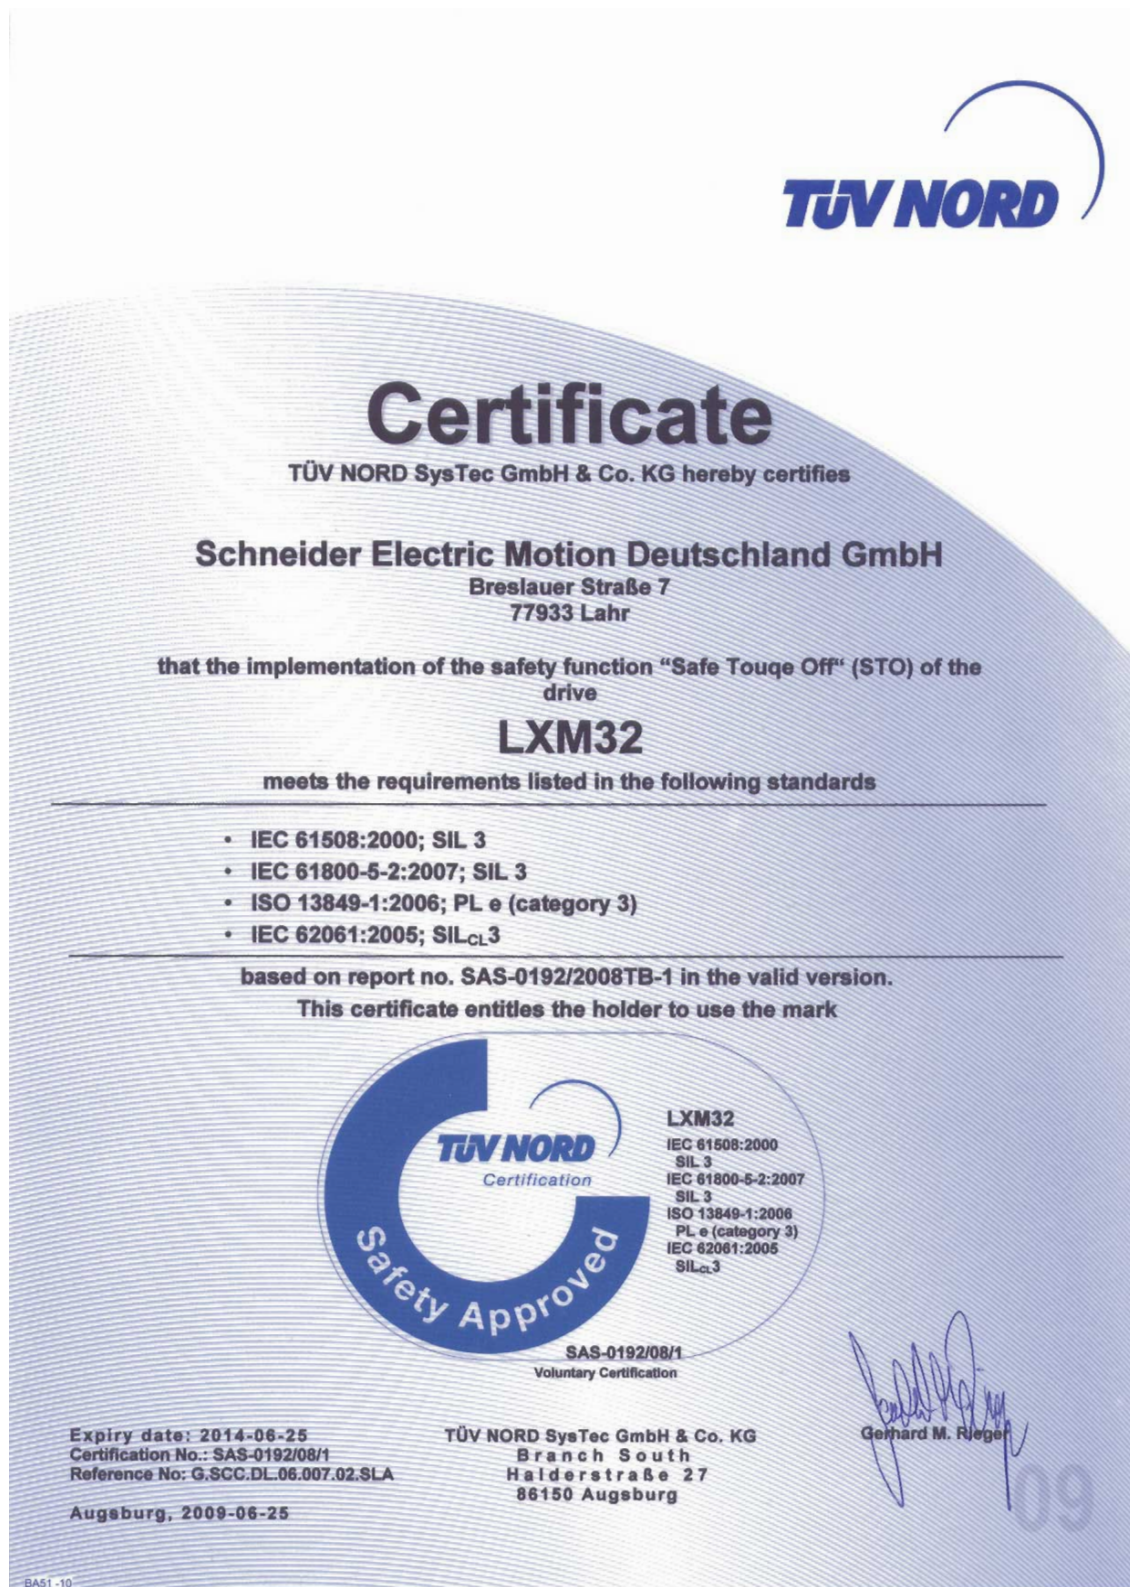 TÜV NORD
Certificate
TÜV NORD SysTec GmbH & Co. KG hereby certifies
Schneider Electric Motion Deutschland GmbH
Breslauer Straße 7
77933 Lahr
that the implementation of the safety function “Safe Touqe Off“ (STO) of the
drive
LXM32
meets the requirements listed in the following standards
• IEC 61508:2000; SIL 3
• IEC 61800-5-2:2007; SIL 3
• ISO 13849-1:2006; PL e (category 3)
• IEC 62061:2005; SILCL3
based on report no. SAS-0192/2008TB-1 in the valid version.
This certificate entitles the holder to use the mark
TÜV NORD
Certification
Safety Approved
LXM32
IEC 61508:2000
SIL 3
IEC 61800-5-2:2007
SIL 3
ISO 13849-1:2006
PL e (category 3)
IEC 62061:2005
SILCL3
SAS-0192/08/1
Voluntary Certification
Expiry date: 2014-06-25
Certification No.: SAS-0192/08/1
Reference No: G.SCC.DL.06.007.02.SLA
Augsburg, 2009-06-25
TÜV NORD SysTec GmbH & Co. KG
Branch South
Halderstraße 27
86150 Augsburg
Gerhard M. Rieger
09
BA51 -10